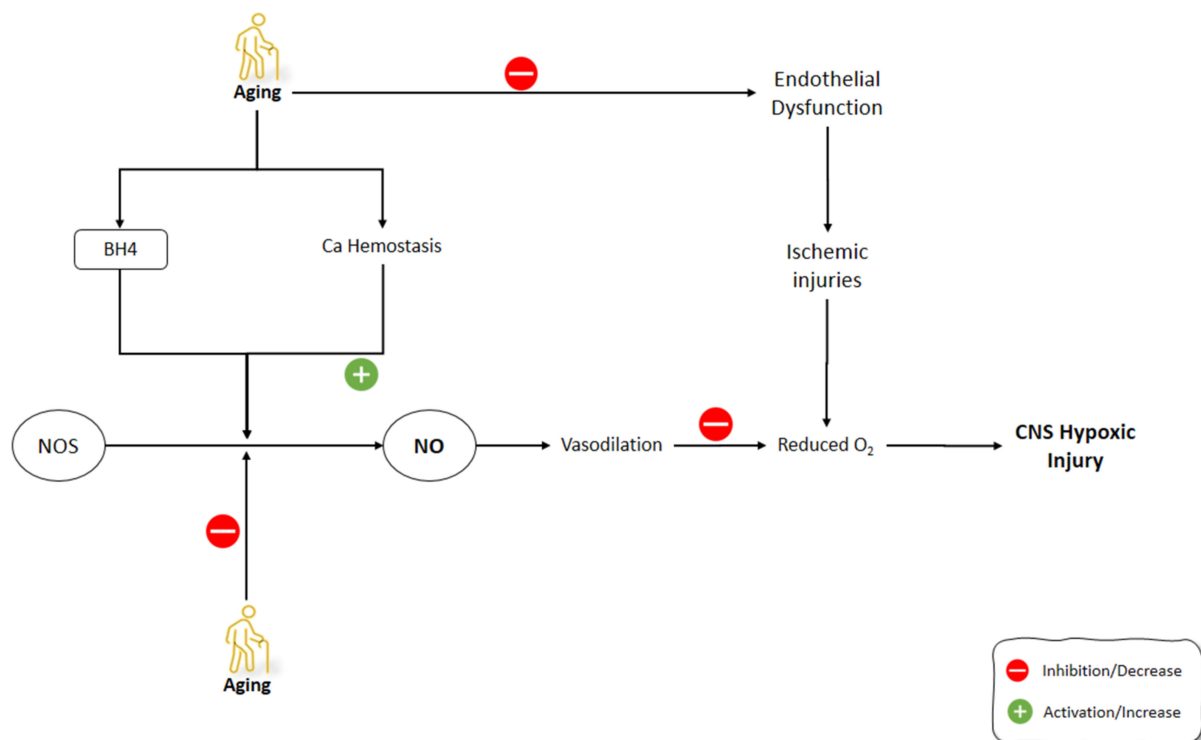 Aging
Endothelial
Dysfunction
BH4
Ca Hemostasis
Ischemic
injuries
NOS
NO
Vasodilation
Reduced O₂
CNS Hypoxic
Injury
Aging
Inhibition/Decrease
Activation/Increase